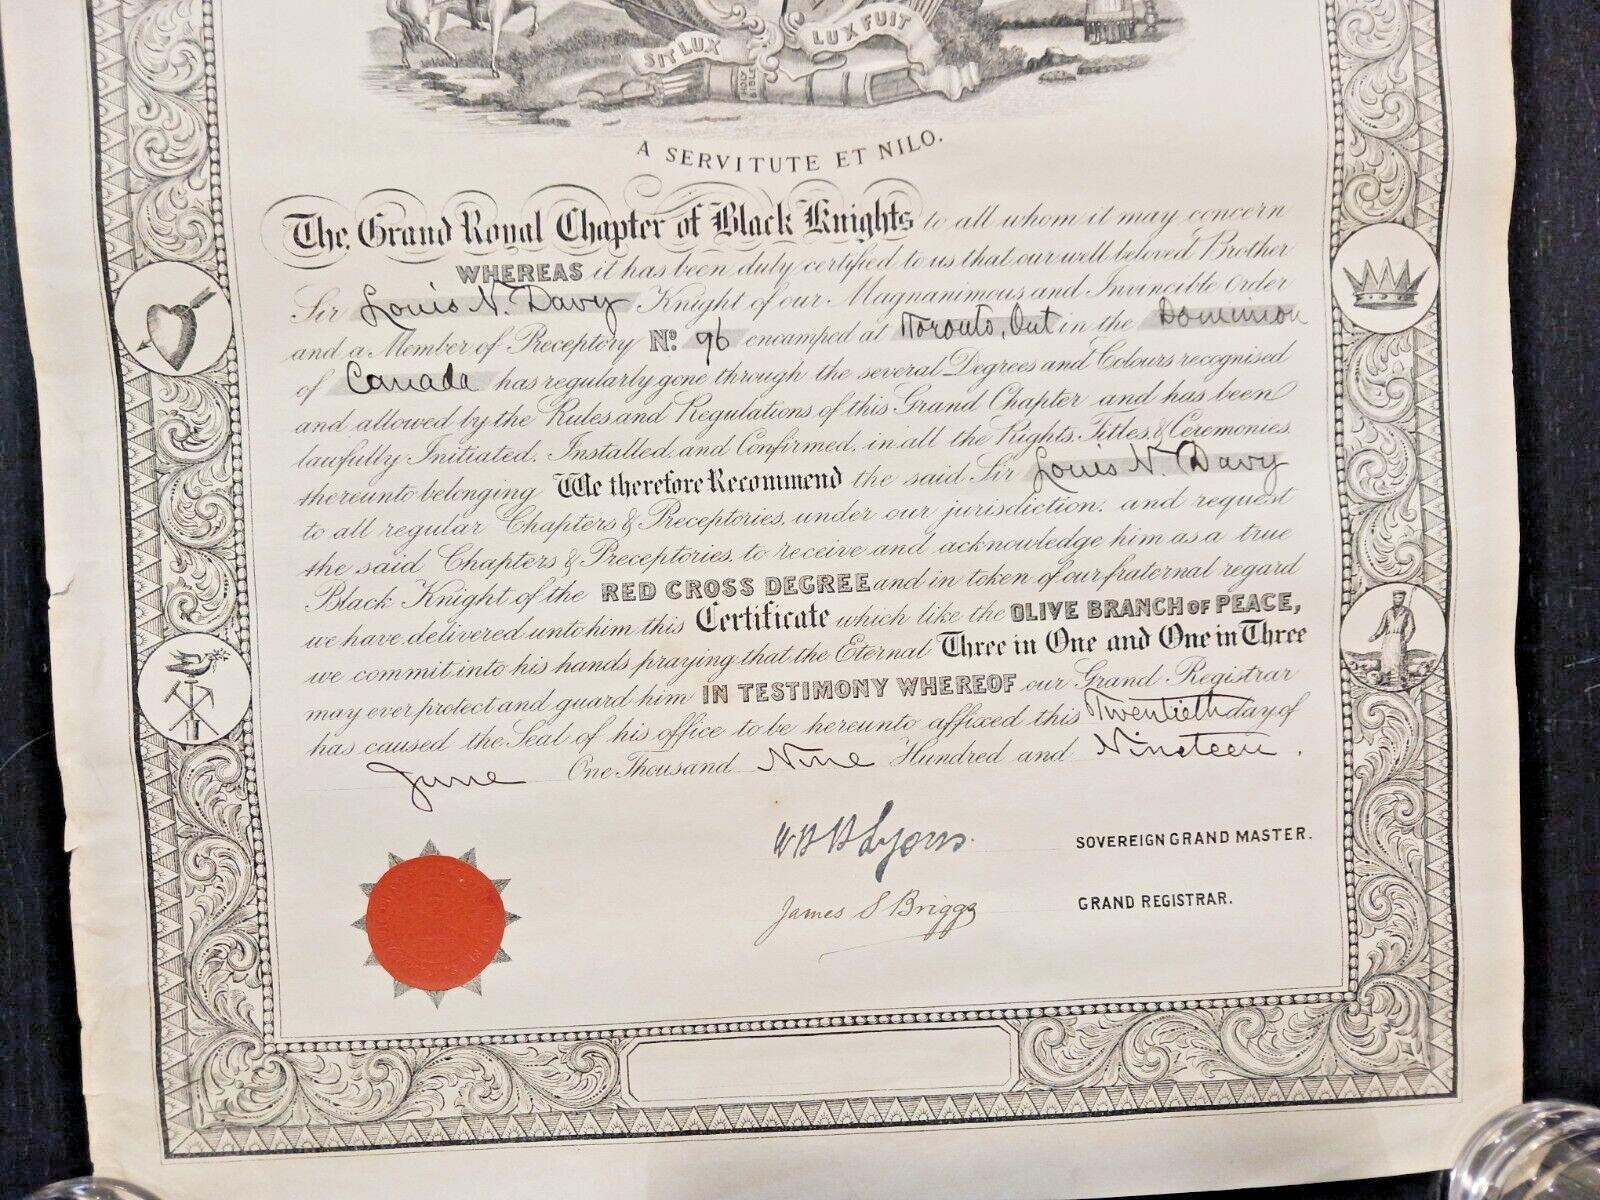 SIT LUX
LUX FUIT
HOLY BIBLE
A SERVITUTE ET NILO.
The Grand Royal Chapter of Black Knights to all whom it may concern
WHEREAS it has been duly certified to us that our well beloved Brother
Sir Louis N. Davy Knight of our Magnanimous and Invincible Order
and a Member of Preceptory No. 96 encamped at Toronto, Ont in the Dominion
of Canada has regularly gone through the several Degrees and Colours recognised
and allowed by the Rules and Regulations of this Grand Chapter and has been
lawfully Initiated, Installed, and Confirmed, in all the Rights, Titles, & Ceremonies,
thereunto belonging We therefore Recommend the said Sir Louis N. Davy
to all regular Chapters & Preceptories, under our jurisdiction, and request
the said Chapters & Preceptories, to receive and acknowledge him as a true
Black Knight of the RED CROSS DEGREE and in token of our fraternal regard
we have delivered unto him this Certificate which like the OLIVE BRANCH OF PEACE,
we commit into his hands praying that the Eternal Three in One and One in Three
may ever protect and guard him IN TESTIMONY WHEREOF our Grand Registrar
has caused the Seal of his office to be hereunto affixed this Twentieth day of
June One Thousand Nine Hundred and Nineteen.
W H H Lyons. SOVEREIGN GRAND MASTER.
James S Briggs GRAND REGISTRAR.